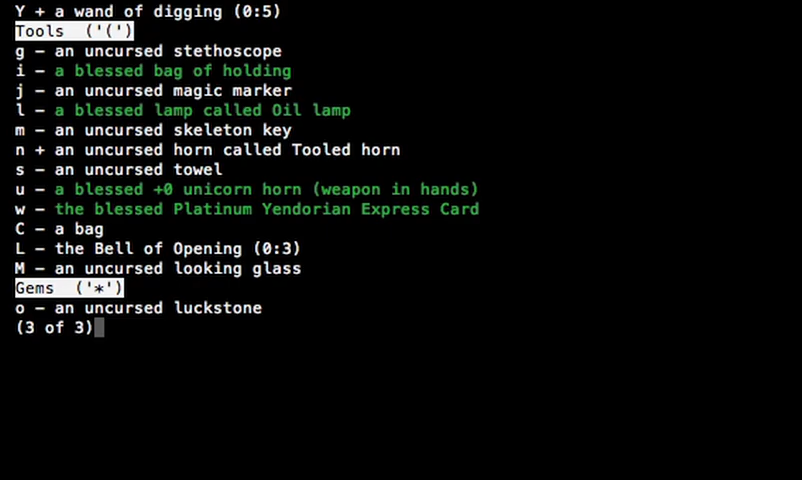 Y + a wand of digging (0:5)
Tools  ('(')
g - an uncursed stethoscope
i - a blessed bag of holding
j - an uncursed magic marker
l - a blessed lamp called Oil lamp
m - an uncursed skeleton key
n + an uncursed horn called Tooled horn
s - an uncursed towel
u - a blessed +0 unicorn horn (weapon in hands)
w - the blessed Platinum Yendorian Express Card
C - a bag
L - the Bell of Opening (0:3)
M - an uncursed looking glass
Gems  ('*')
o - an uncursed luckstone
(3 of 3)